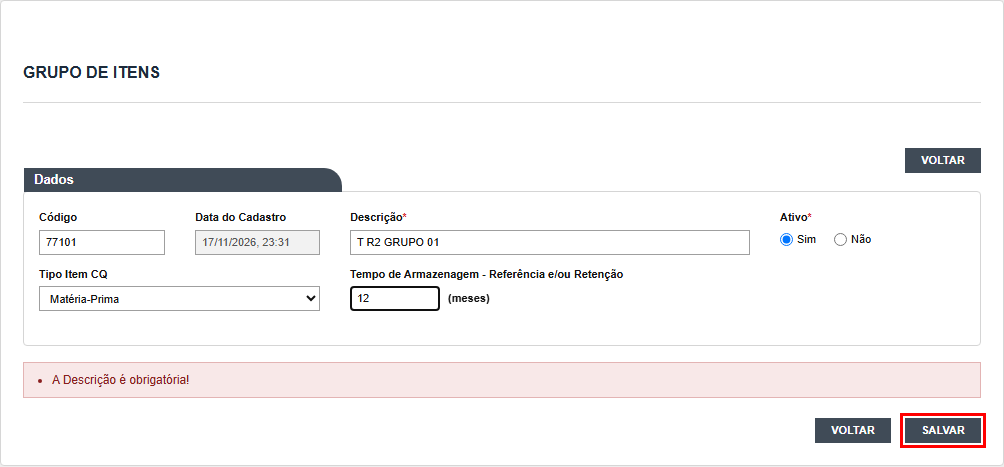 GRUPO DE ITENS
VOLTAR
Dados
Código
Data do Cadastro
Descrição*
Ativo*
77101
17/11/2026, 23:31
T R2 GRUPO 01
Sim
Não
Tipo Item CQ
Tempo de Armazenagem - Referência e/ou Retenção
Matéria-Prima
12
(meses)
A Descrição é obrigatória!
VOLTAR
SALVAR